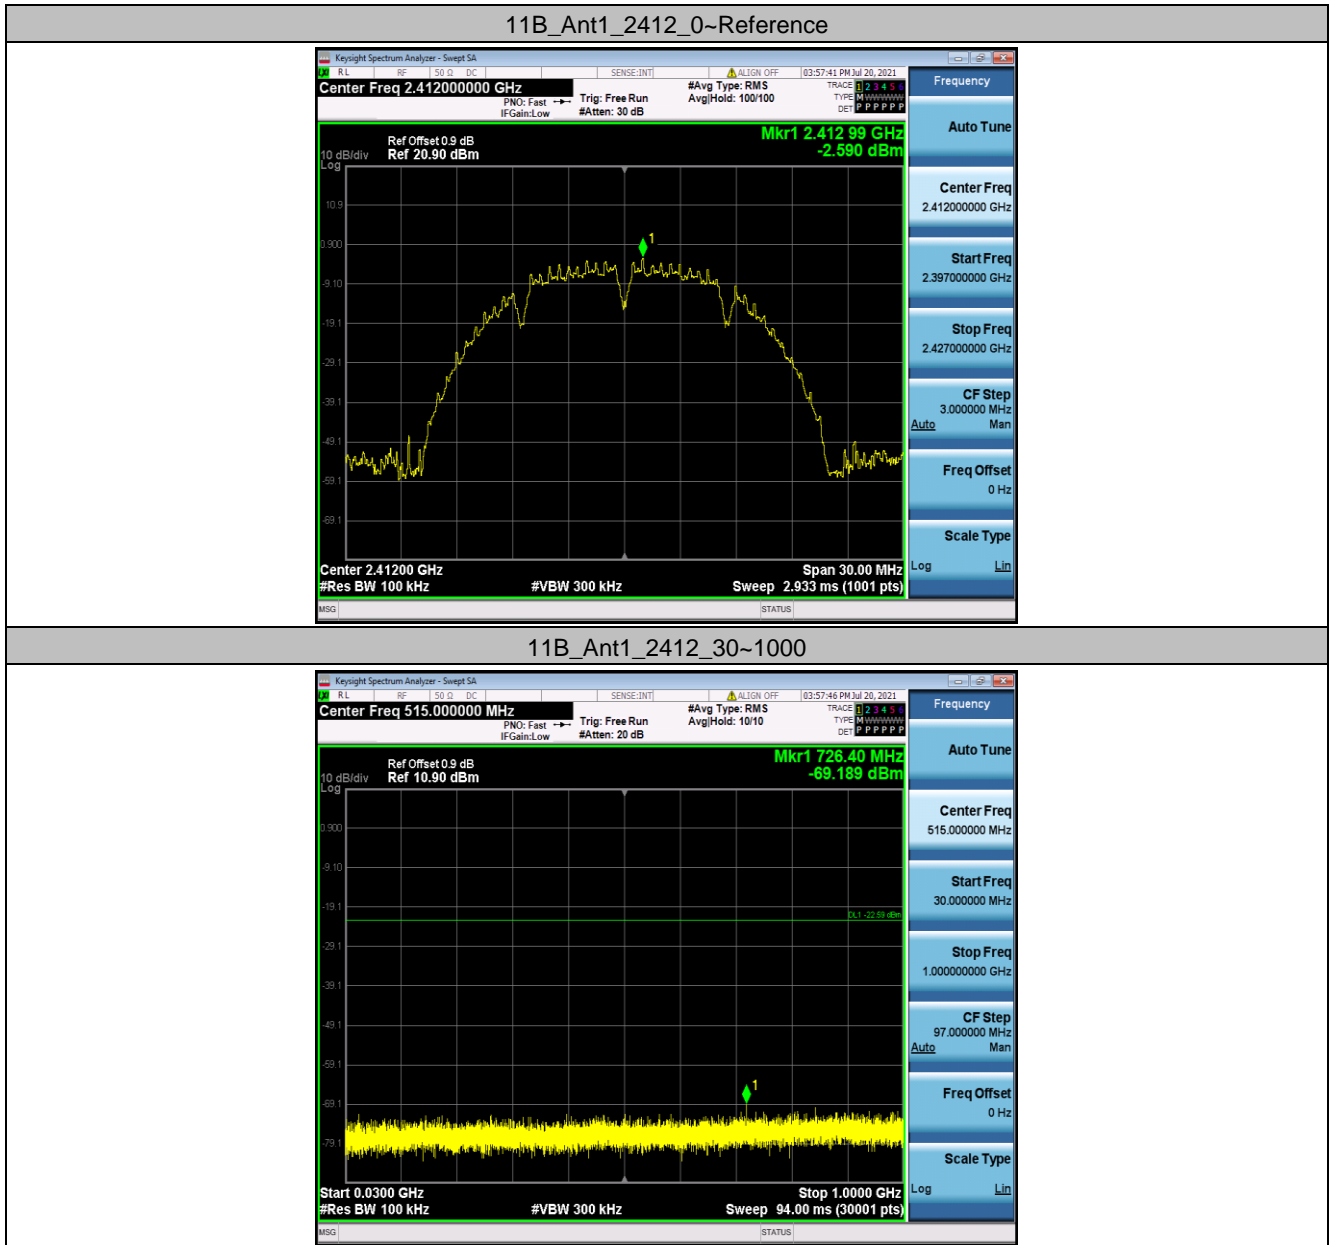 11B_Ant1_2412_0~Reference
Keysight Spectrum Analyzer - Swept SA
RL RF 50 Ω DC SENSE:INT ALIGN OFF 03:57:41 PM Jul 20, 2021
Center Freq 2.412000000 GHz
PNO: Fast
IFGain:Low
Trig: Free Run
#Atten: 30 dB
#Avg Type: RMS
Avg|Hold: 100/100
TRACE 1 2 3 4 5 6
TYPE M
DET P P P P P P
Frequency
Auto Tune
Center Freq
2.412000000 GHz
Start Freq
2.397000000 GHz
Stop Freq
2.427000000 GHz
CF Step
3.000000 MHz
Auto Man
Freq Offset
0 Hz
Scale Type
Log Lin
Mkr1 2.412 99 GHz
-2.590 dBm
Ref Offset 0.9 dB
10 dB/div Ref 20.90 dBm
Log
10.9
0.900
-9.10
-19.1
-29.1
-39.1
-49.1
-59.1
-69.1
1
Center 2.41200 GHz Span 30.00 MHz
#Res BW 100 kHz #VBW 300 kHz Sweep 2.933 ms (1001 pts)
MSG STATUS
11B_Ant1_2412_30~1000
Keysight Spectrum Analyzer - Swept SA
RL RF 50 Ω DC SENSE:INT ALIGN OFF 03:57:46 PM Jul 20, 2021
Center Freq 515.000000 MHz
PNO: Fast
IFGain:Low
Trig: Free Run
#Atten: 20 dB
#Avg Type: RMS
Avg|Hold: 10/10
TRACE 1 2 3 4 5 6
TYPE M
DET P P P P P P
Frequency
Auto Tune
Center Freq
515.000000 MHz
Start Freq
30.000000 MHz
Stop Freq
1.000000000 GHz
CF Step
97.000000 MHz
Auto Man
Freq Offset
0 Hz
Scale Type
Log Lin
Mkr1 726.40 MHz
-69.189 dBm
Ref Offset 0.9 dB
10 dB/div Ref 10.90 dBm
Log
0.900
-9.10
-19.1
-29.1
-39.1
-49.1
-59.1
-69.1
-79.1
DL1 -22.59 dBm
1
Start 0.0300 GHz Stop 1.0000 GHz
#Res BW 100 kHz #VBW 300 kHz Sweep 94.00 ms (30001 pts)
MSG STATUS